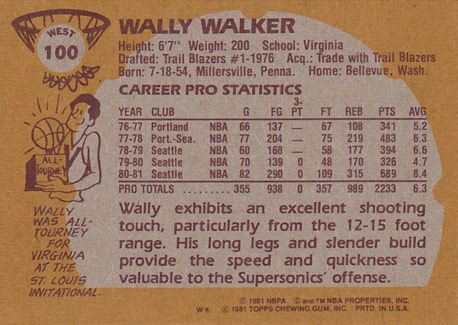 WEST
100
WALLY WALKER
Height: 6'7" Weight: 200 School: Virginia
Drafted: Trail Blazers #1-1976 Acq.: Trade with Trail Blazers
Born: 7-18-54, Millersville, Penna. Home: Bellevue, Wash.
CAREER PRO STATISTICS
YEAR CLUB G FG 3-PT FT REB PTS AVG
76-77 Portland NBA 66 137 — 67 108 341 5.2
77-78 Port.-Sea. NBA 77 204 — 75 219 483 6.3
78-79 Seattle NBA 60 168 — 58 177 394 6.6
79-80 Seattle NBA 70 139 0 48 170 326 4.7
80-81 Seattle NBA 82 290 0 109 315 689 8.4
PRO TOTALS 355 938 0 357 989 2233 6.3
ALL-TOURNEY
WALLY
WAS ALL-
TOURNEY
FOR
VIRGINIA
AT THE
ST. LOUIS
INVITATIONAL.
Wally exhibits an excellent shooting
touch, particularly from the 12-15 foot
range. His long legs and slender build
provide the speed and quickness so
valuable to the Supersonics' offense.
© 1981 NBPA © and ™ NBA PROPERTIES, INC.
W* © 1981 TOPPS CHEWING GUM, INC. PRTD. IN U.S.A.